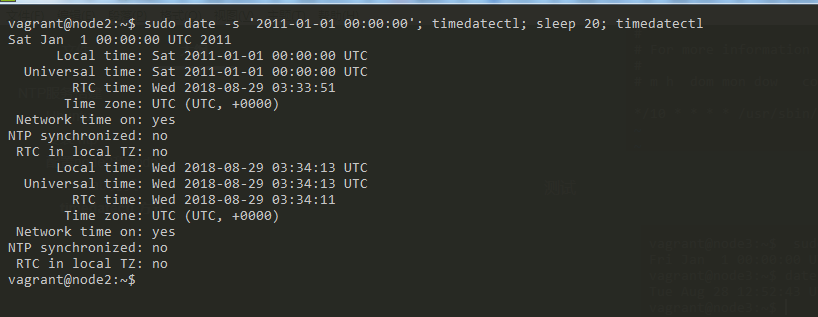 vagrant@node2:~$ sudo date -s '2011-01-01 00:00:00'; timedatectl; sleep 20; timedatectl
Sat Jan  1 00:00:00 UTC 2011
      Local time: Sat 2011-01-01 00:00:00 UTC
  Universal time: Sat 2011-01-01 00:00:00 UTC
        RTC time: Wed 2018-08-29 03:33:51
       Time zone: UTC (UTC, +0000)
 Network time on: yes
NTP synchronized: no
 RTC in local TZ: no
      Local time: Wed 2018-08-29 03:34:13 UTC
  Universal time: Wed 2018-08-29 03:34:13 UTC
        RTC time: Wed 2018-08-29 03:34:11
       Time zone: UTC (UTC, +0000)
 Network time on: yes
NTP synchronized: no
 RTC in local TZ: no
vagrant@node2:~$